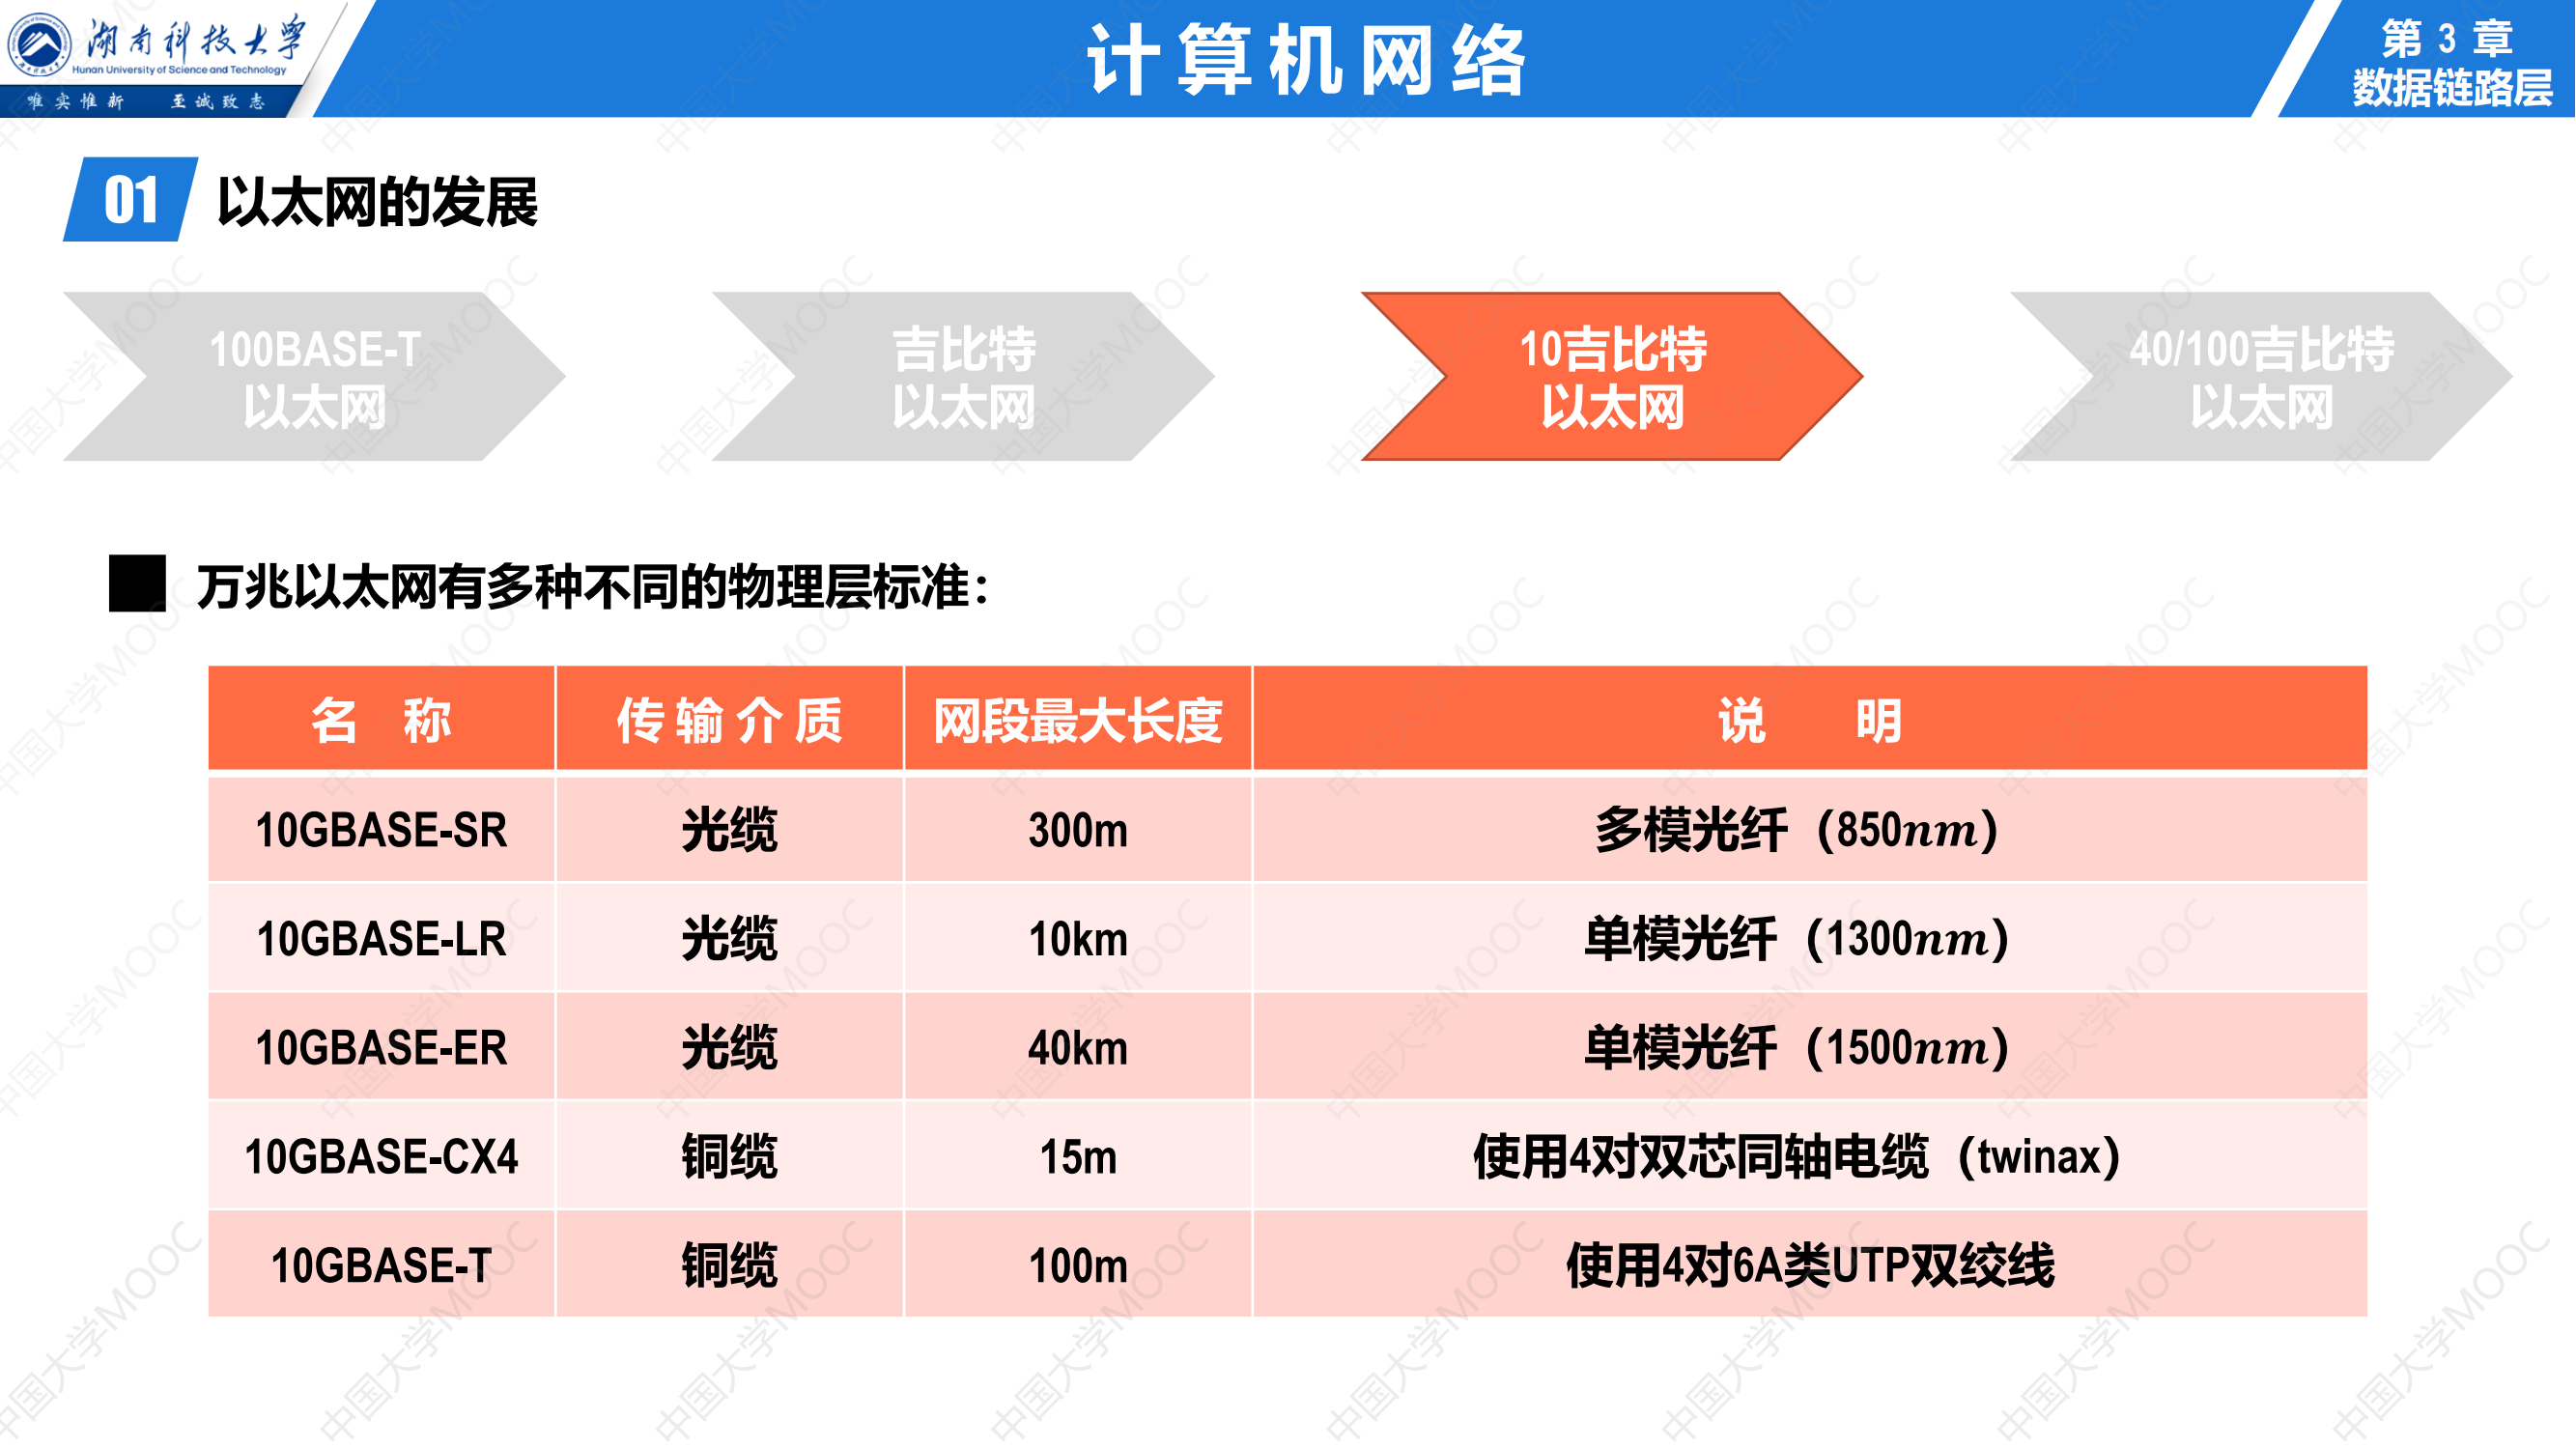 湖南科技大学
Hunan University of Science and Technology
唯实惟新 至诚致志
计算机网络
第 3 章
数据链路层
01 以太网的发展
100BASE-T
以太网
吉比特
以太网
10吉比特
以太网
40/100吉比特
以太网
万兆以太网有多种不同的物理层标准：
名 称 传输介质 网段最大长度 说 明
10GBASE-SR 光缆 300m 多模光纤（850nm）
10GBASE-LR 光缆 10km 单模光纤（1300nm）
10GBASE-ER 光缆 40km 单模光纤（1500nm）
10GBASE-CX4 铜缆 15m 使用4对双芯同轴电缆（twinax）
10GBASE-T 铜缆 100m 使用4对6A类UTP双绞线
中国大学MOOC